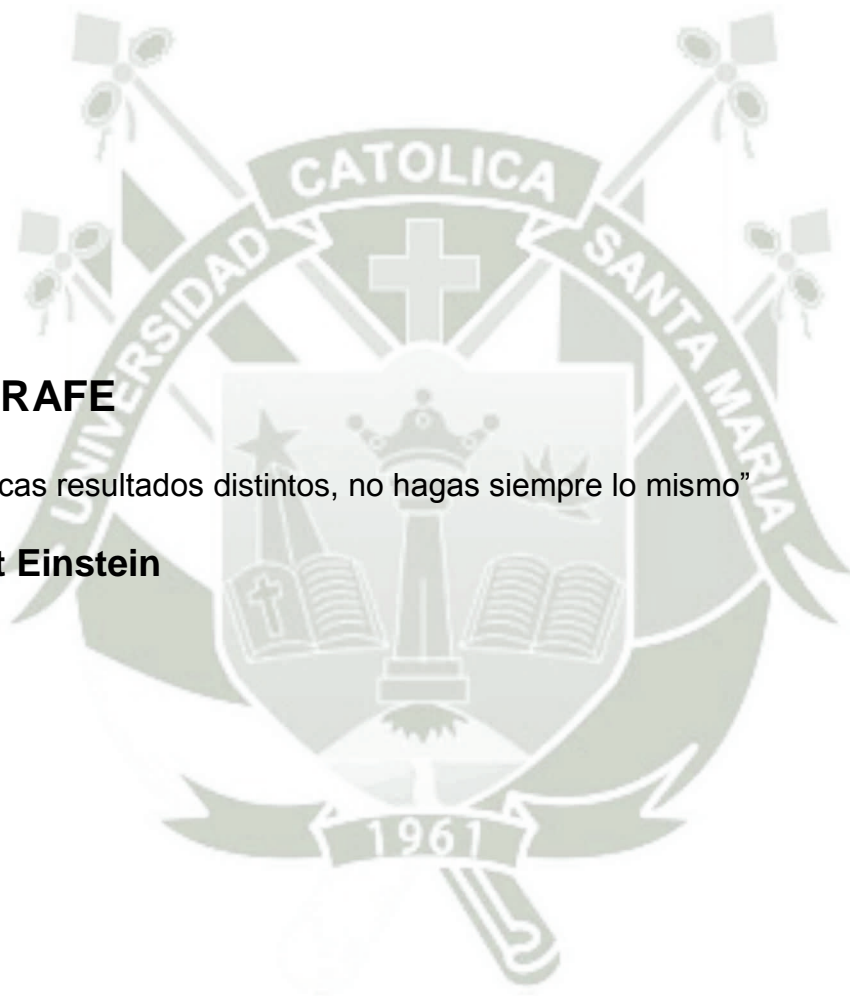 CATOLICA
UNIVERSIDAD
SANTA MARIA
RAFE
cas resultados distintos, no hagas siempre lo mismo”
t Einstein
1961